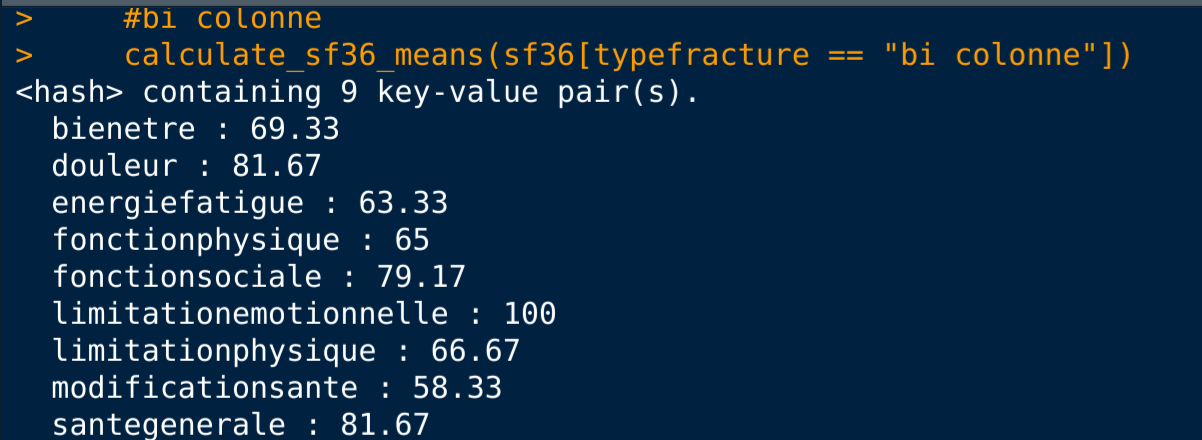 >     #bi colonne
>     calculate_sf36_means(sf36[typefracture == "bi colonne"])
<hash> containing 9 key-value pair(s).
  bienetre : 69.33
  douleur : 81.67
  energiefatigue : 63.33
  fonctionphysique : 65
  fonctionsociale : 79.17
  limitationemotionnelle : 100
  limitationphysique : 66.67
  modificationsante : 58.33
  santegenerale : 81.67